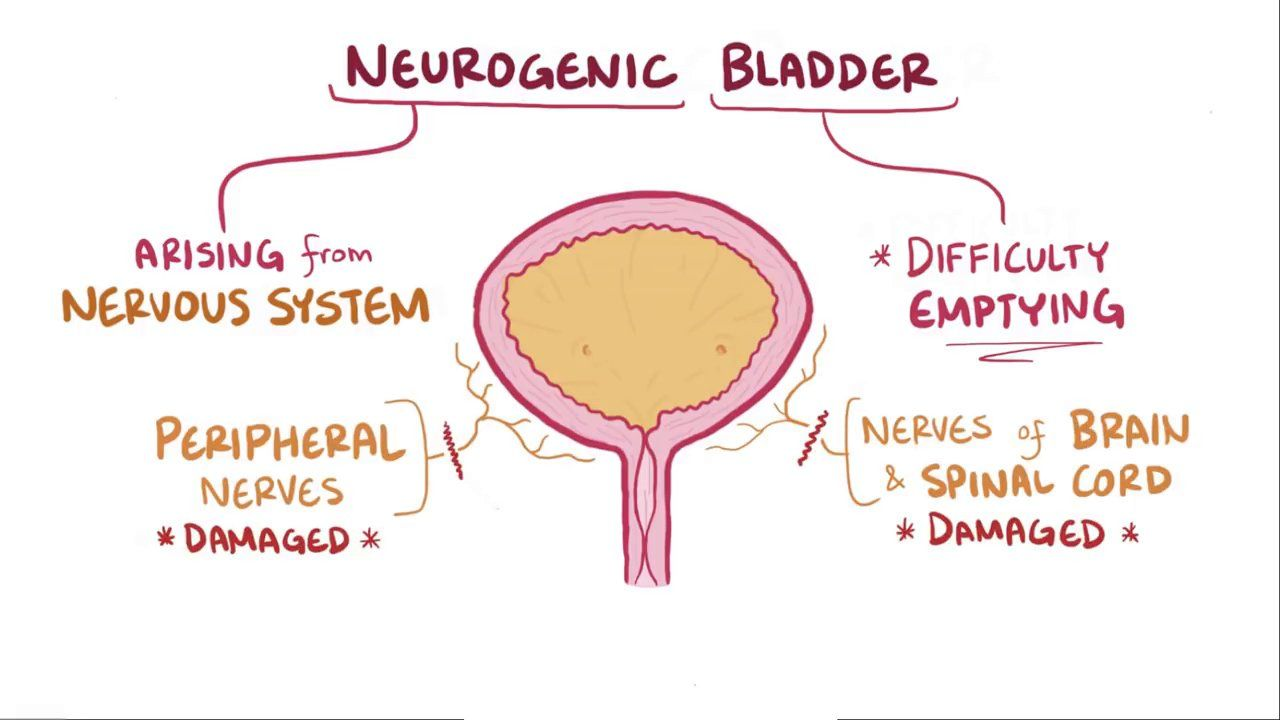 NEUROGENIC BLADDER
ARISING from
NERVOUS SYSTEM
* DIFFICULTY
EMPTYING
PERIPHERAL
NERVES
* DAMAGED *
NERVES of BRAIN
& SPINAL CORD
* DAMAGED *